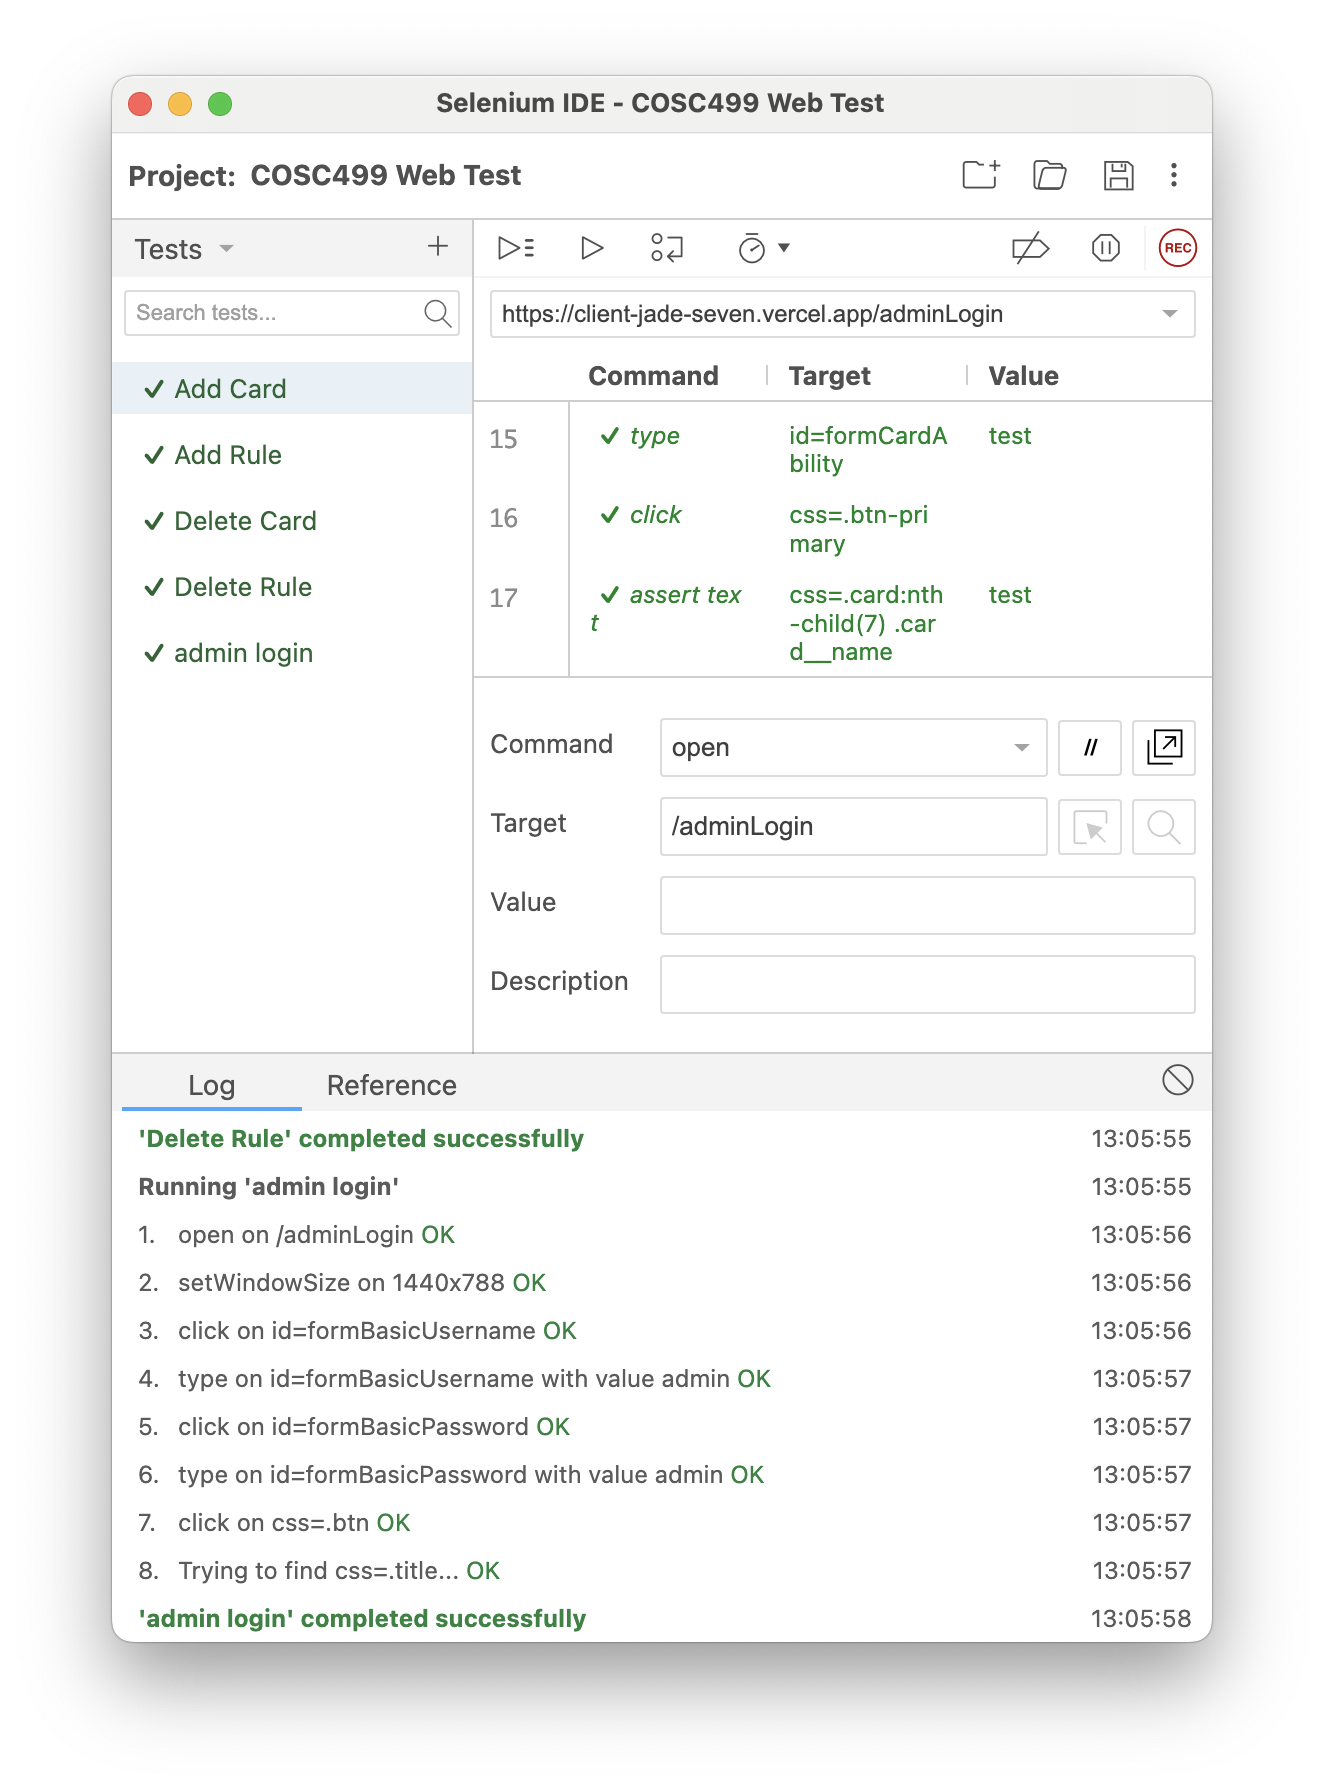 Selenium IDE - COSC499 Web Test
Project: COSC499 Web Test
Tests
REC
Search tests...
https://client-jade-seven.vercel.app/adminLogin
Add Card
Add Rule
Delete Card
Delete Rule
admin login
Command Target Value
15 type id=formCardA test
bility
16 click css=.btn-pri
mary
17 assert tex css=.card:nth test
t -child(7) .car
d__name
Command open //
Target /adminLogin
Value
Description
Log Reference
'Delete Rule' completed successfully 13:05:55
Running 'admin login' 13:05:55
1. open on /adminLogin OK 13:05:56
2. setWindowSize on 1440x788 OK 13:05:56
3. click on id=formBasicUsername OK 13:05:56
4. type on id=formBasicUsername with value admin OK 13:05:57
5. click on id=formBasicPassword OK 13:05:57
6. type on id=formBasicPassword with value admin OK 13:05:57
7. click on css=.btn OK 13:05:57
8. Trying to find css=.title... OK 13:05:57
'admin login' completed successfully 13:05:58